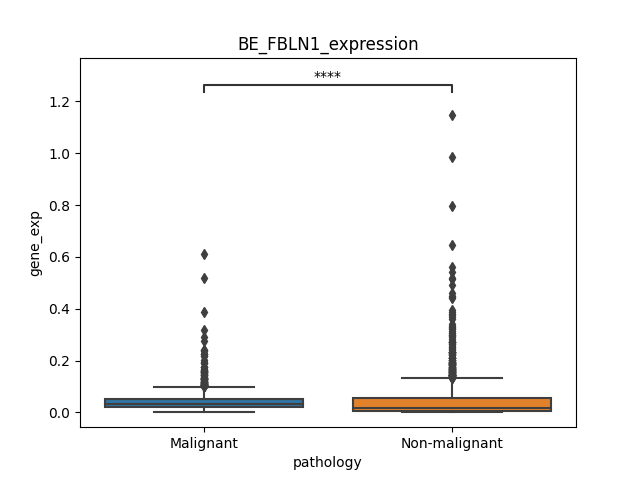 BE_FBLN1_expression
****
1.2
1.0
0.8
0.6
0.4
0.2
0.0
gene_exp
Malignant Non-malignant
pathology